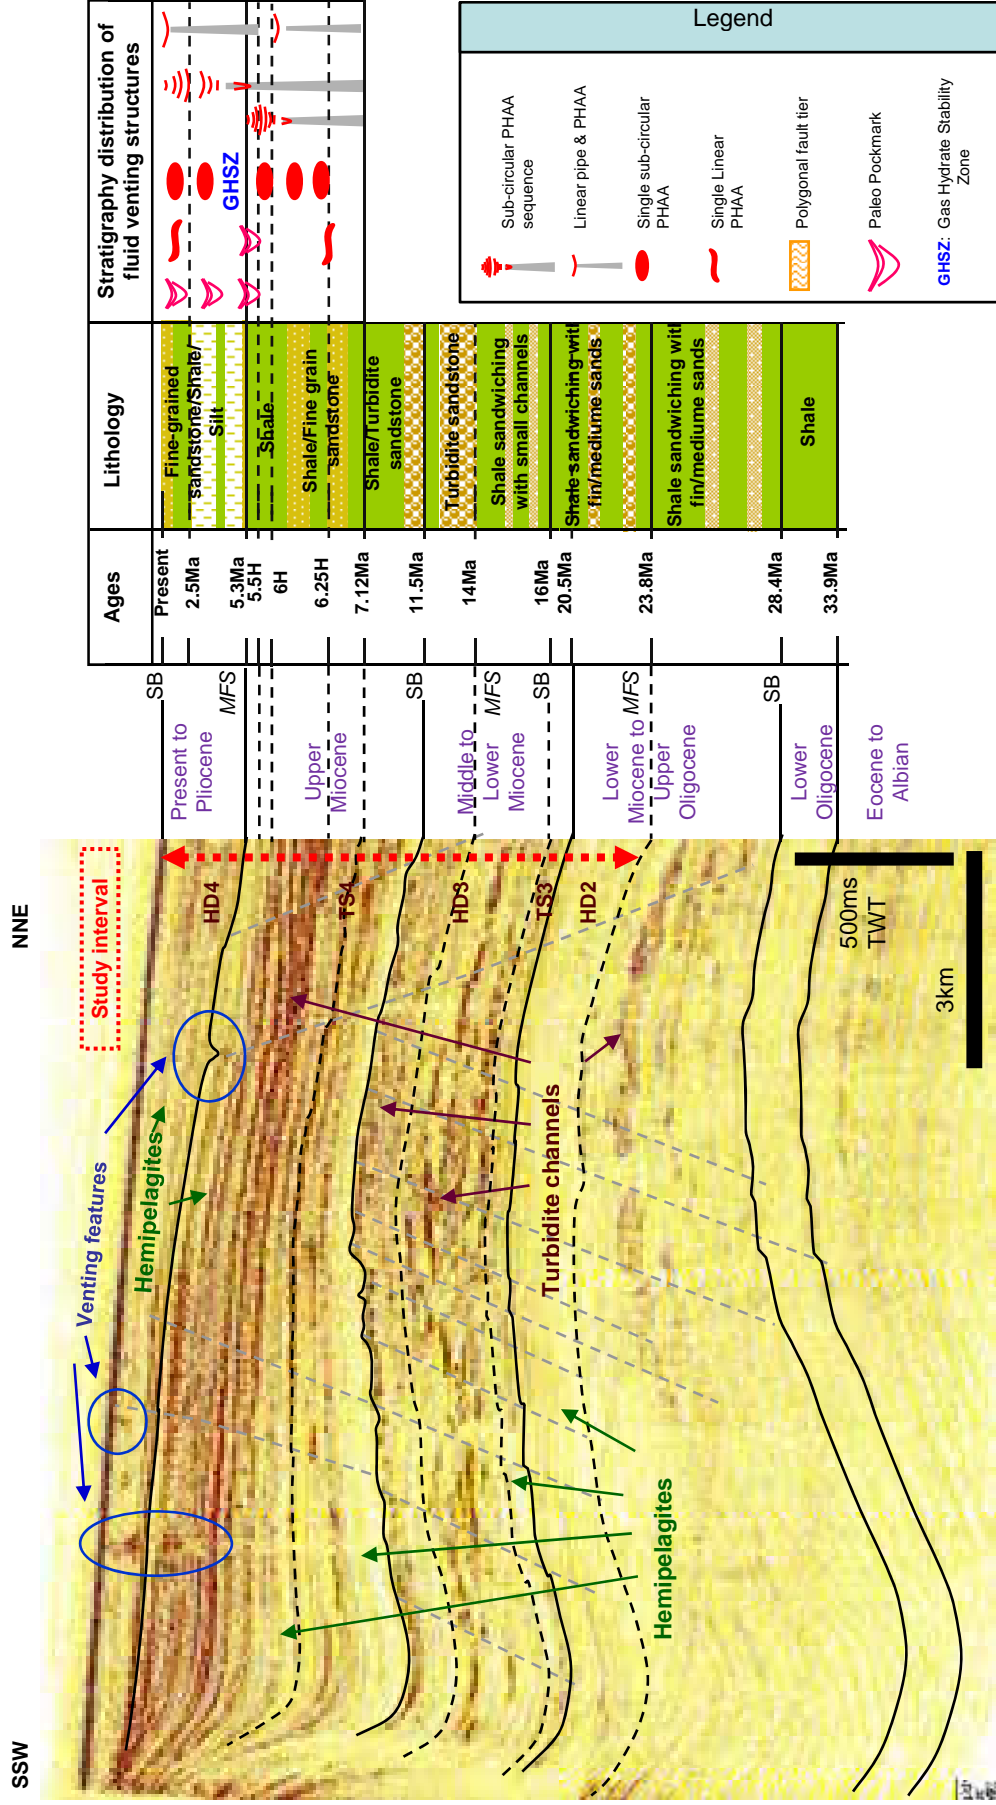 SSW
NNE
Study interval
Venting features
Hemipelagites
Turbidite channels
Hemipelagites
HD4
TS4
HD3
TS3
HD2
500ms
TWT
3km
SB
MFS
SB
MFS
SB
MFS
SB
Present to
Pliocene
Upper
Miocene
Middle to
Lower
Miocene
Lower
Miocene to
Upper
Oligocene
Lower
Oligocene
Eocene to
Albian
Ages
Present
2.5Ma
5.3Ma
5.5H
6H
6.25H
7.12Ma
11.5Ma
14Ma
16Ma
20.5Ma
23.8Ma
28.4Ma
33.9Ma
Lithology
Fine-grained
sandstone/Shale/
Silt
Shale
Shale/Fine grain
sandstone
Shale/Turbidite
sandstone
Turbidite sandstone
Shale sandwiching
with small channels
Shale sandwiching with
fin/mediume sands
Shale sandwiching with
fin/mediume sands
Shale
Stratigraphy distribution of
fluid venting structures
GHSZ
Legend
Sub-circular PHAA
sequence
Linear pipe & PHAA
Single sub-circular
PHAA
Single Linear
PHAA
Polygonal fault tier
Paleo Pockmark
GHSZ: Gas Hydrate Stability
Zone